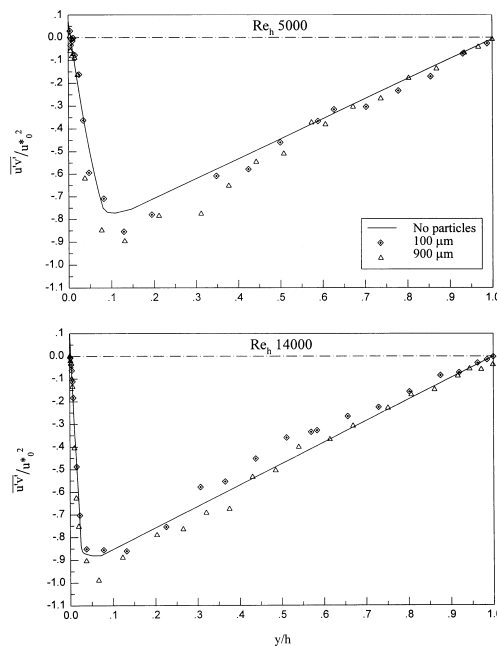 Re_h 5000
.1
0.0
-.1
-.2
-.3
-.4
-.5
-.6
-.7
-.8
-.9
-1.0
-1.1
u'v'/u*₀²
No particles
100 μm
900 μm
0.0 .1 .2 .3 .4 .5 .6 .7 .8 .9 1.0
Re_h 14000
.1
0.0
-.1
-.2
-.3
-.4
-.5
-.6
-.7
-.8
-.9
-1.0
-1.1
u'v'/u*₀²
0.0 .1 .2 .3 .4 .5 .6 .7 .8 .9 1.0
y/h